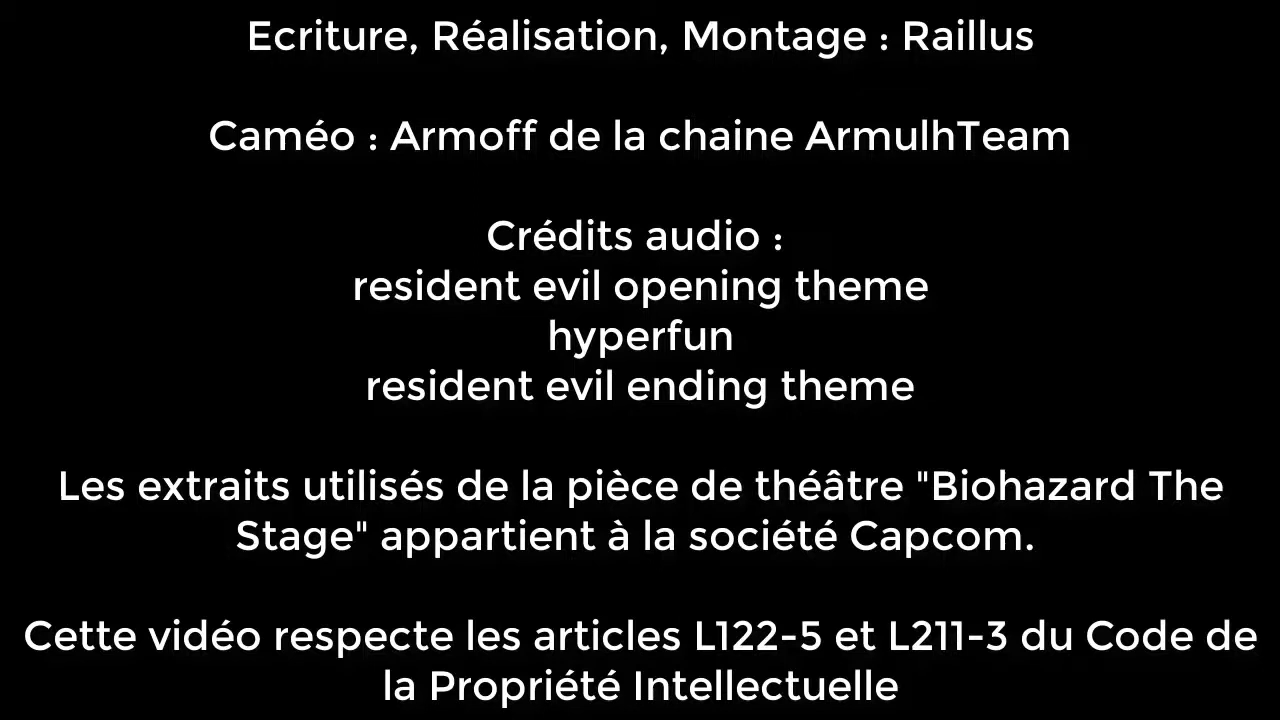 Ecriture, Réalisation, Montage : Raillus
Caméo : Armoff de la chaine ArmulhTeam
Crédits audio :
resident evil opening theme
hyperfun
resident evil ending theme
Les extraits utilisés de la pièce de théâtre "Biohazard The
Stage" appartient à la société Capcom.
Cette vidéo respecte les articles L122-5 et L211-3 du Code de
la Propriété Intellectuelle